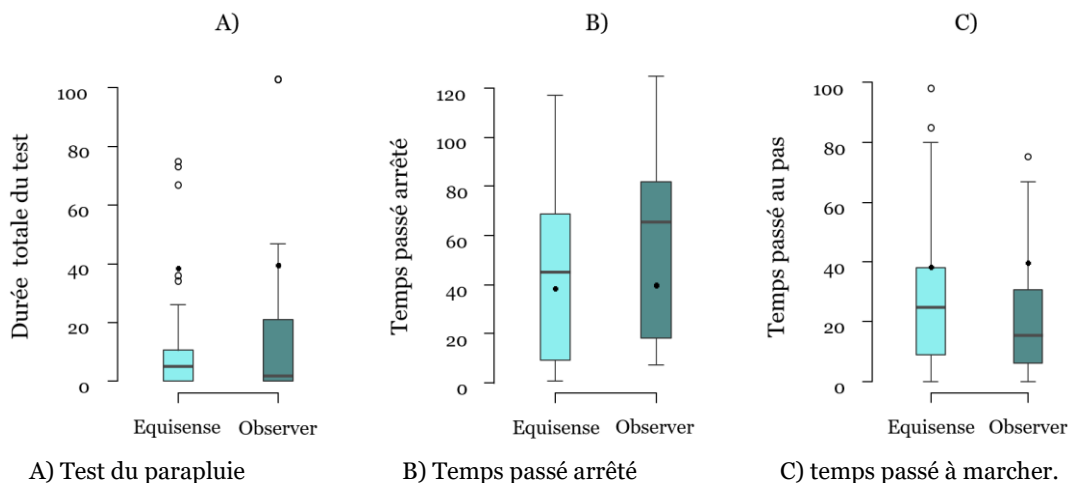 A)
B)
C)
Durée totale du test
100
80
60
40
20
0
Equisense Observer
Temps passé arrêté
120
100
80
60
40
20
0
Equisense Observer
Temps passé au pas
100
80
60
40
20
0
Equisense Observer
A) Test du parapluie
B) Temps passé arrêté
C) temps passé à marcher.